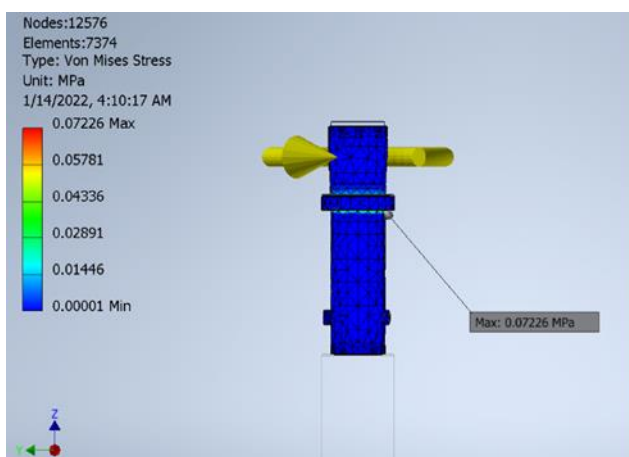 Nodes:12576
Elements:7374
Type: Von Mises Stress
Unit: MPa
1/14/2022, 4:10:17 AM
0.07226 Max
0.05781
0.04336
0.02891
0.01446
0.00001 Min
Max: 0.07226 MPa
Z
Y